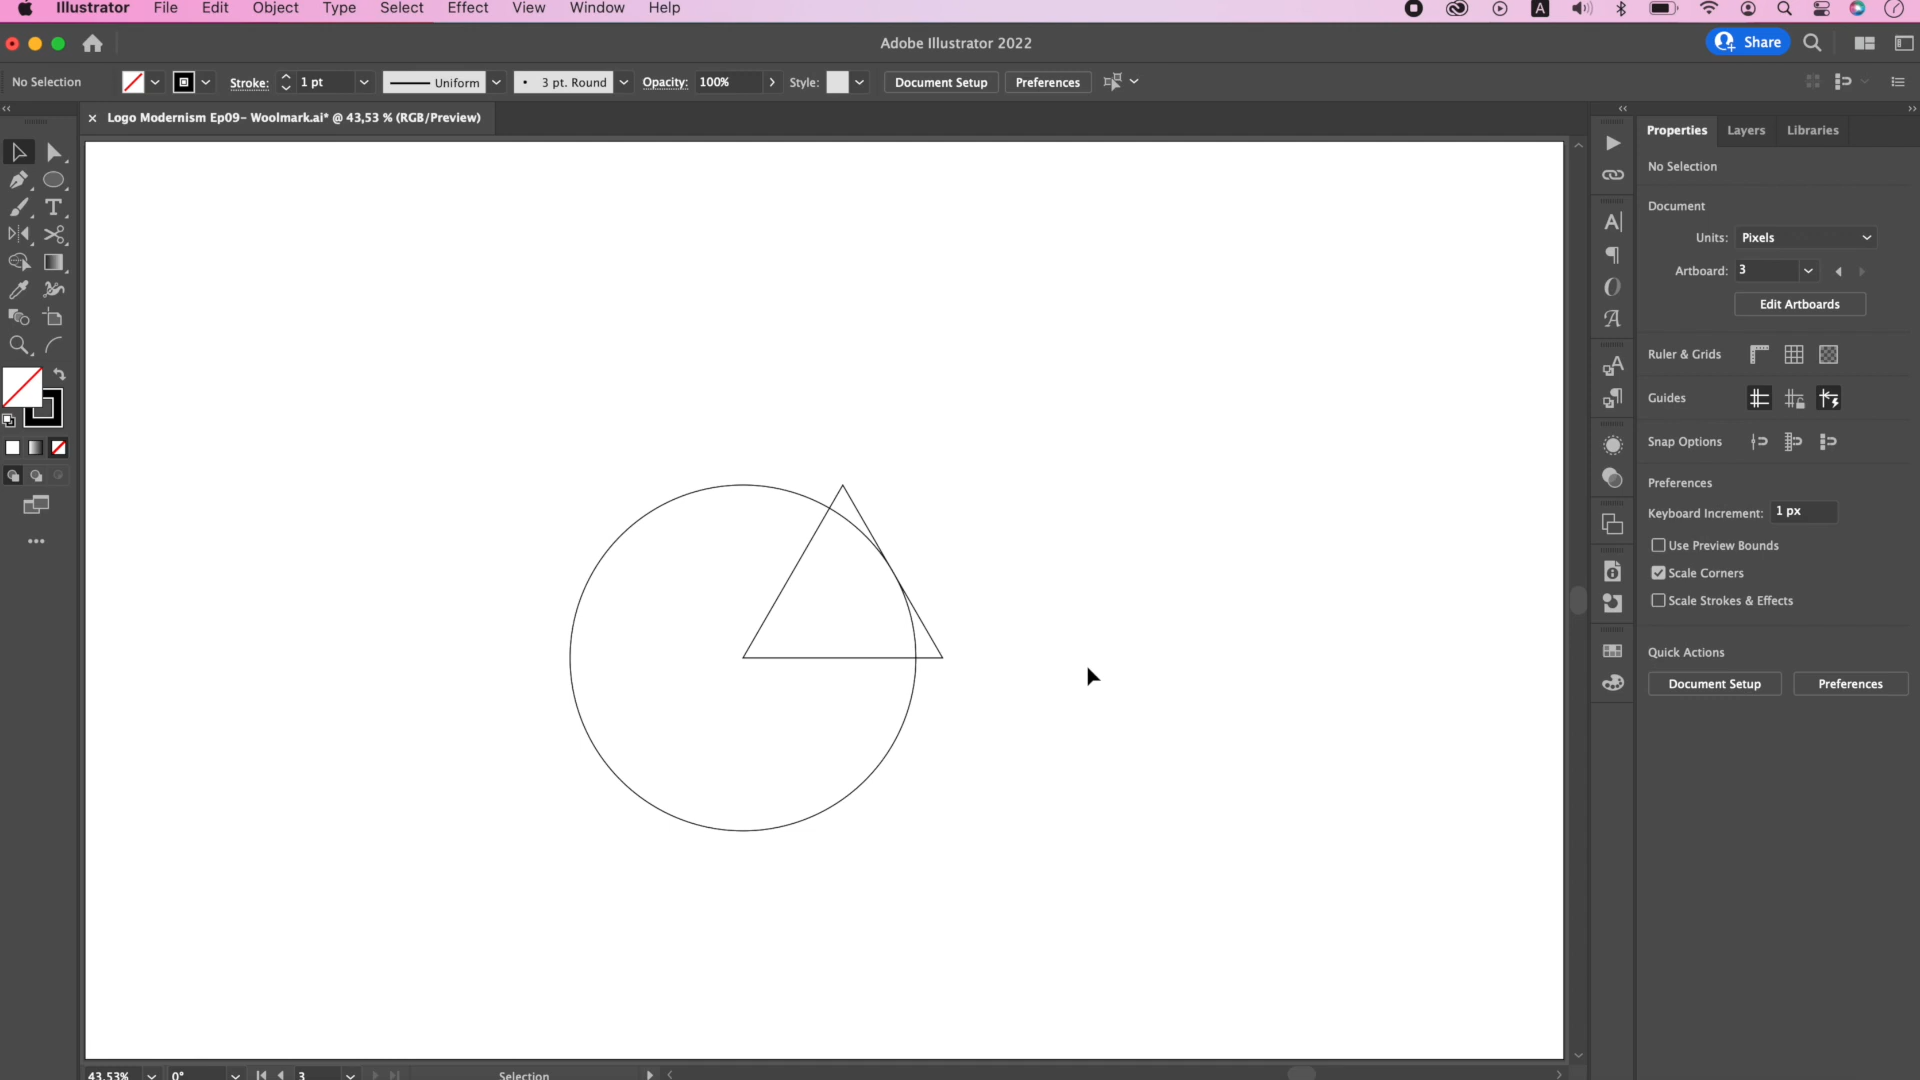 Illustrator File Edit Object Type Select Effect View Window Help
A
Adobe Illustrator 2022
Share
No Selection
Stroke: 1 pt
Uniform
3 pt. Round
Opacity: 100%
Style:
Document Setup
Preferences
Logo Modernism Ep09- Woolmark.ai* @ 43,53 % (RGB/Preview)
Properties
Layers
Libraries
No Selection
Document
Units: Pixels
Artboard: 3
Edit Artboards
Ruler & Grids
Guides
Snap Options
Preferences
Keyboard Increment: 1 px
Use Preview Bounds
Scale Corners
Scale Strokes & Effects
Quick Actions
Document Setup
Preferences
43,53%
0°
3
Selection